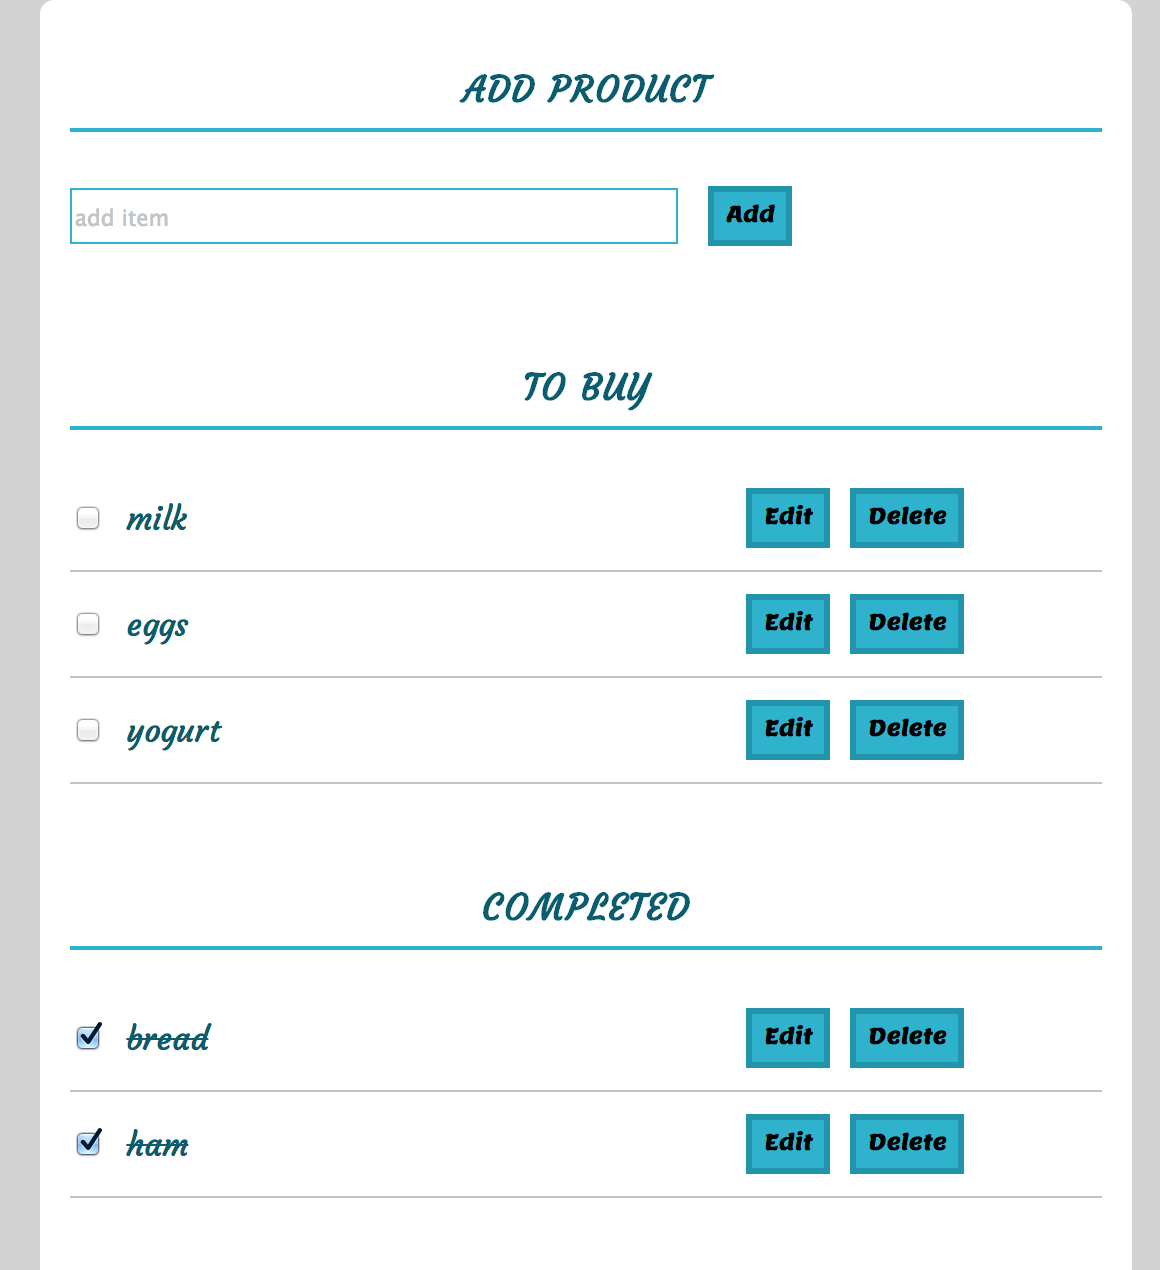 ADD PRODUCT
add item
Add
TO BUY
milk Edit Delete
eggs Edit Delete
yogurt Edit Delete
COMPLETED
bread Edit Delete
ham Edit Delete